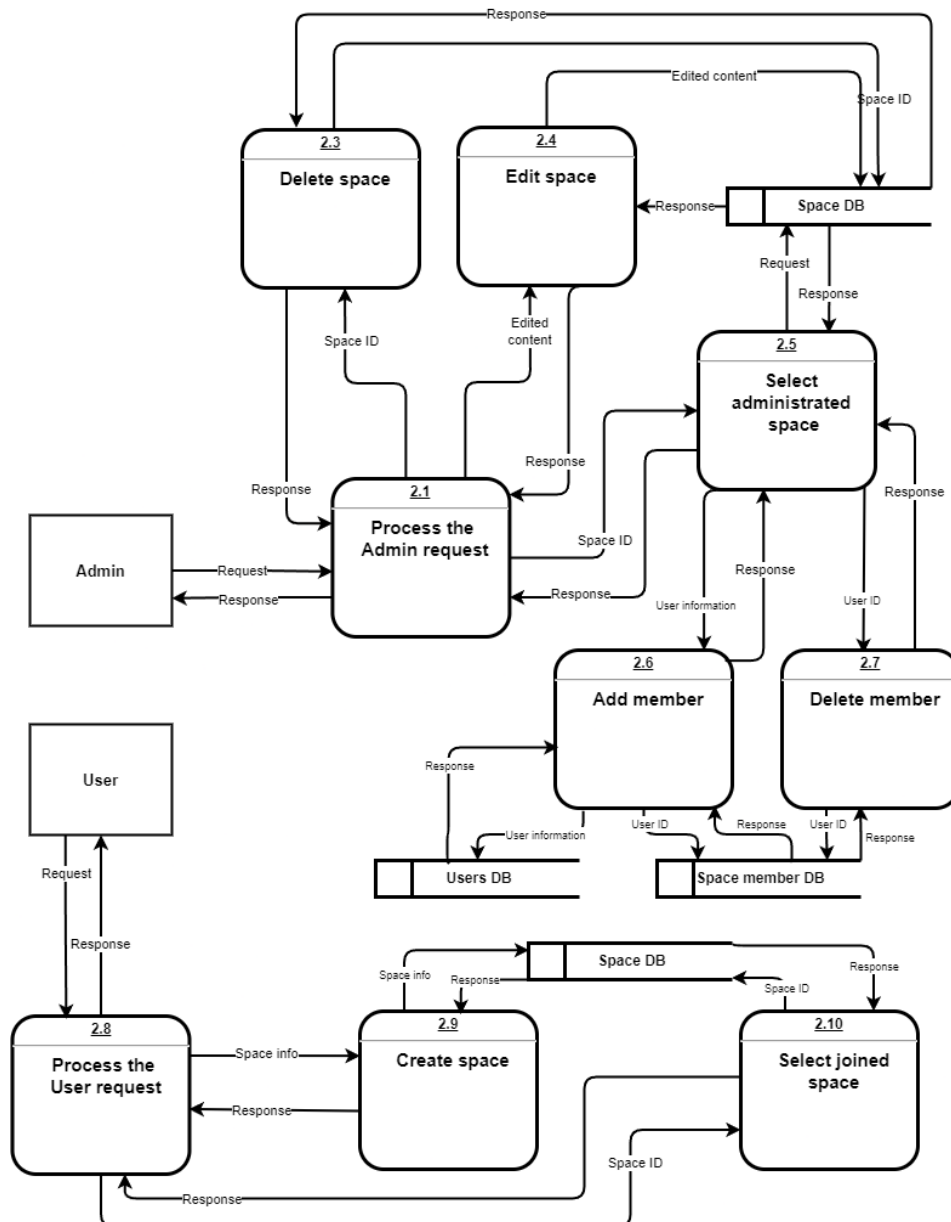 Response
Edited content
Space ID
2.3
Delete space
2.4
Edit space
Response
Space DB
Request
Response
Space ID
Edited
content
2.5
Select
administrated
space
Response
Response
Response
2.1
Process the
Admin request
Space ID
Admin
Request
Response
Response
Response
User information
User ID
2.6
Add member
2.7
Delete member
User
Response
User information
User ID
Response
User ID
Response
Users DB
Space member DB
Request
Response
Space info
Space DB
Response
Response
Space ID
2.8
Process the
User request
Space info
Response
2.9
Create space
2.10
Select joined
space
Space ID
Response